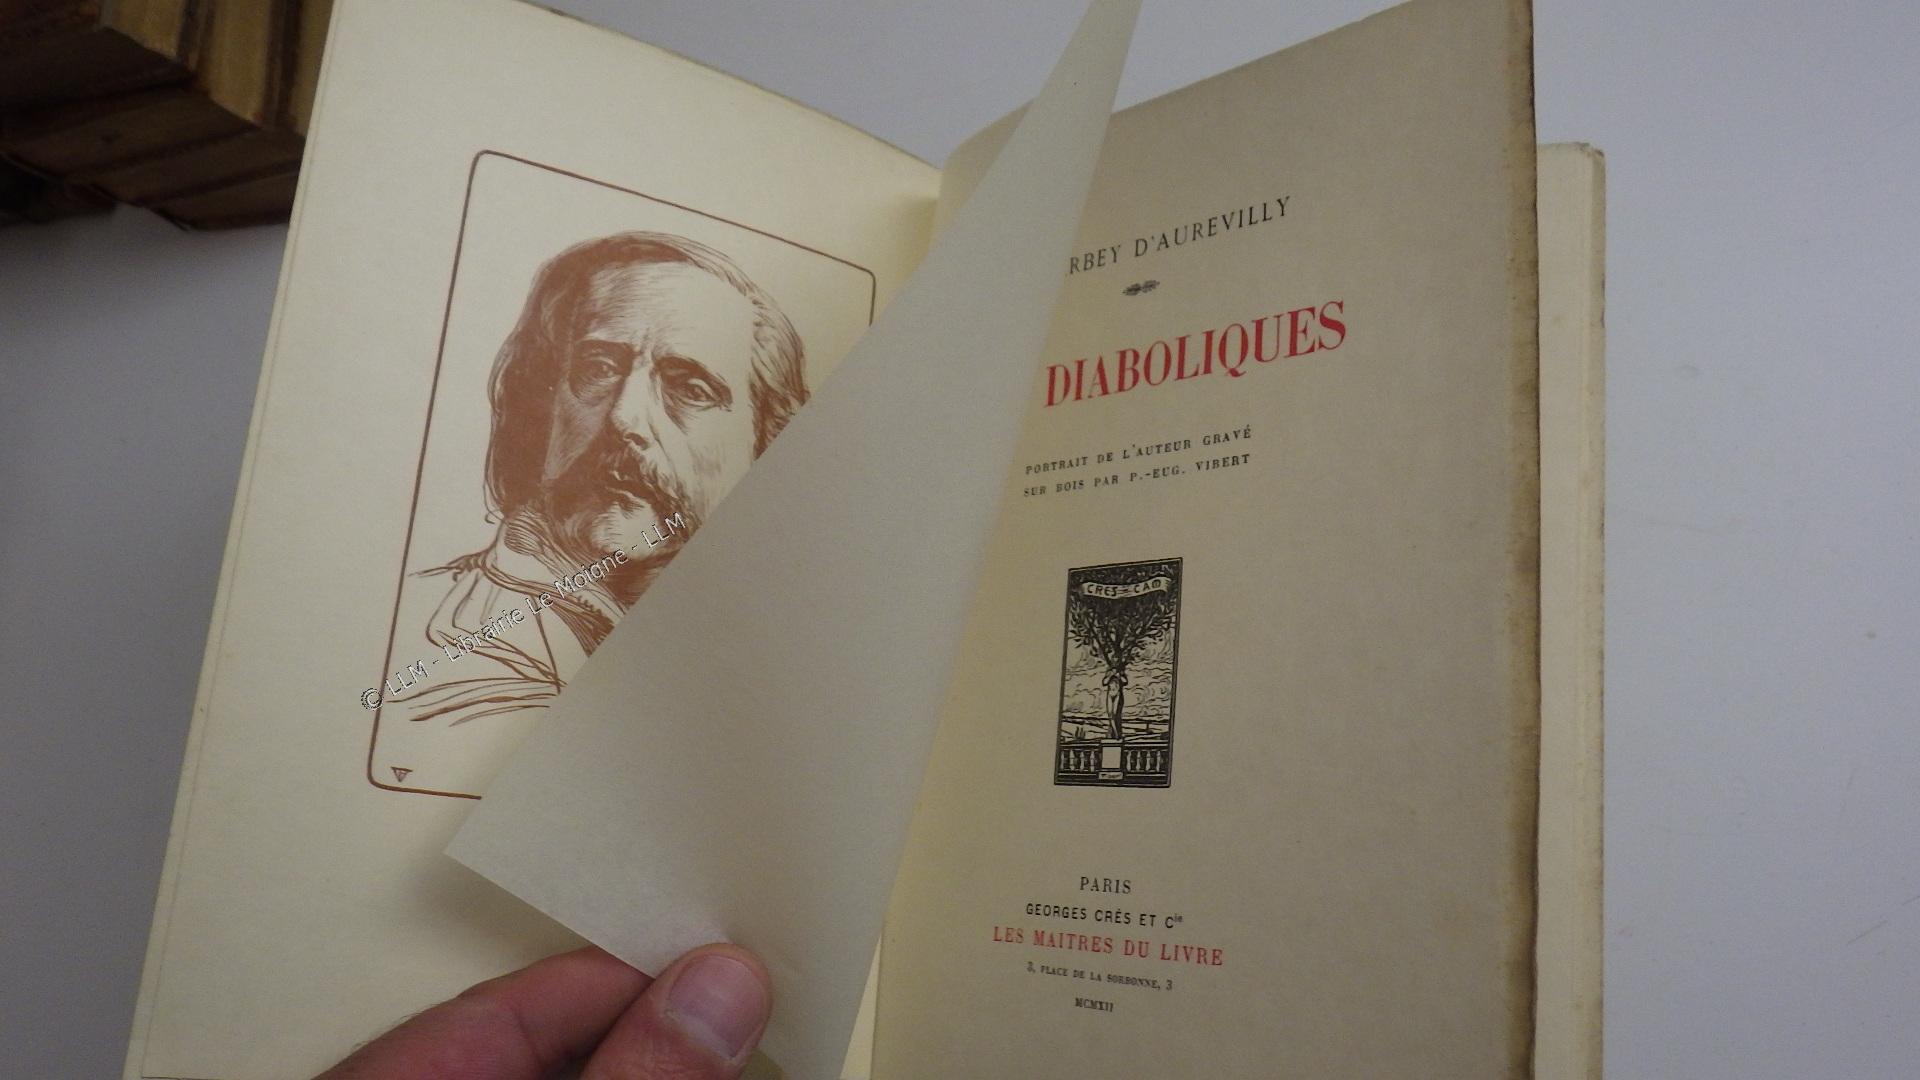 RBEY D'AUREVILLY
DIABOLIQUES
PORTRAIT DE L'AUTEUR GRAVÉ
SUR BOIS PAR P.-EUG. VIBERT
CRES CAM
PARIS
GEORGES CRÈS ET Cie
LES MAITRES DU LIVRE
3, PLACE DE LA SORBONNE, 3
MCMXII
© LLM - Librairie Le Moigne - LLM